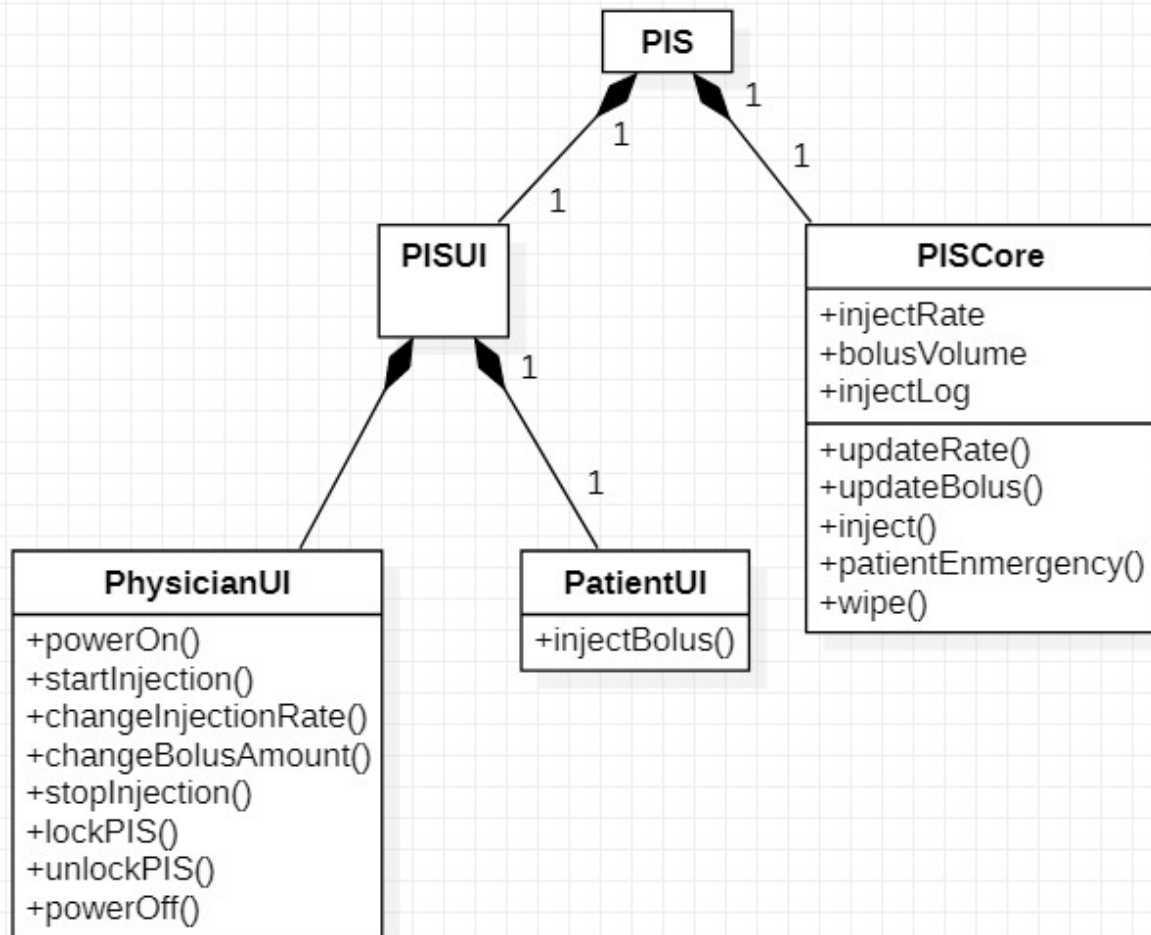 PIS
1
1
1
1
PISUI
PISCore
+injectRate
+bolusVolume
+injectLog
+updateRate()
+updateBolus()
+inject()
+patientEnmergency()
+wipe()
1
1
PhysicianUI
+powerOn()
+startInjection()
+changeInjectionRate()
+changeBolusAmount()
+stopInjection()
+lockPIS()
+unlockPIS()
+powerOff()
PatientUI
+injectBolus()